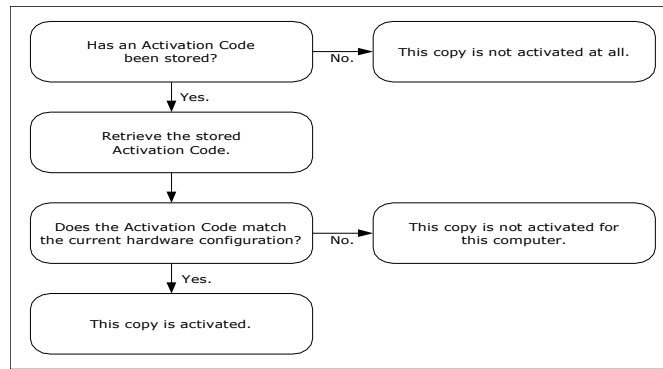 Has an Activation Code
been stored?
No.
This copy is not activated at all.
Yes.
Retrieve the stored
Activation Code.
Does the Activation Code match
the current hardware configuration?
No.
This copy is not activated for
this computer.
Yes.
This copy is activated.